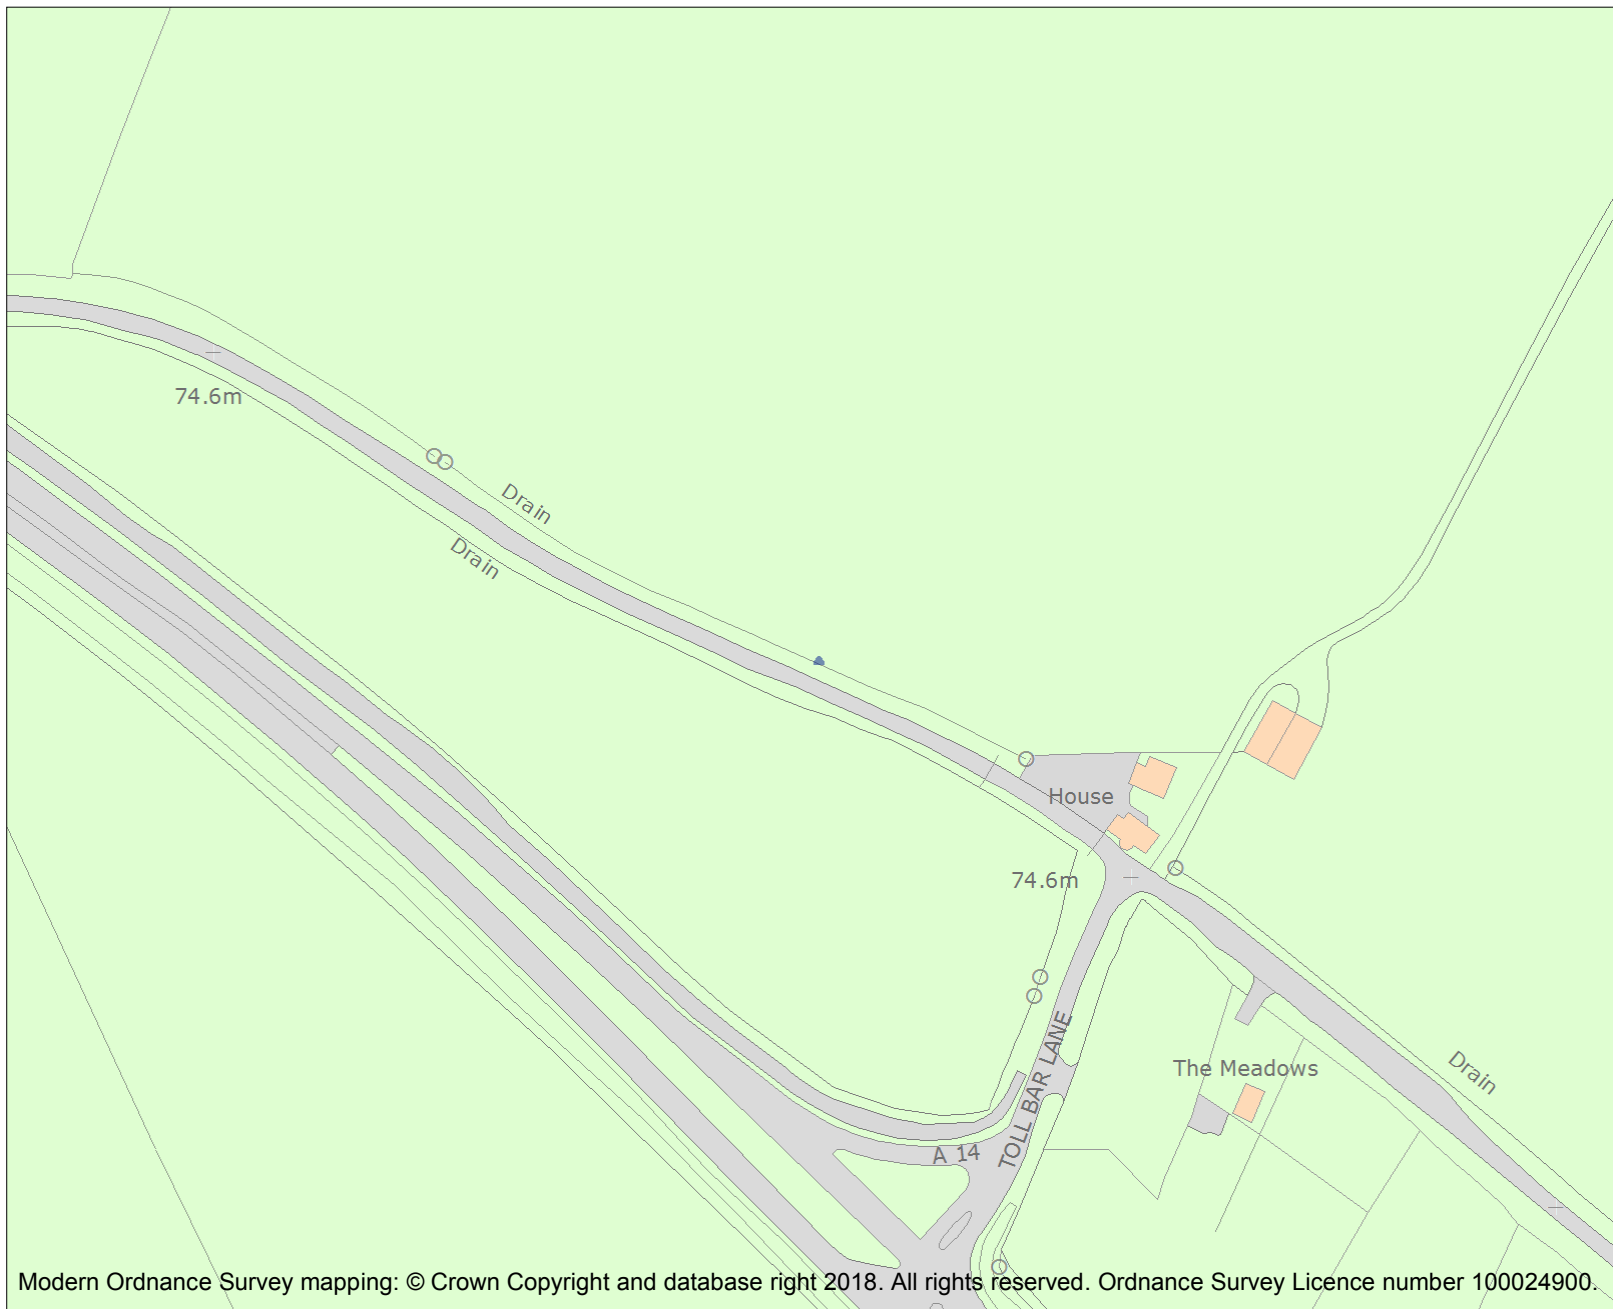 74.6m
Drain
Drain
House
74.6m
TOLL BAR LANE
The Meadows
Drain
A 14
Modern Ordnance Survey mapping: © Crown Copyright and database right 2018. All rights reserved. Ordnance Survey Licence number 100024900.